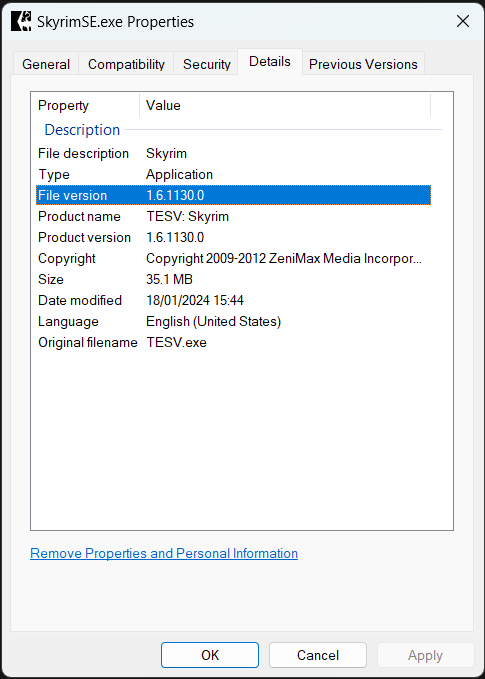 SkyrimSE.exe Properties
General Compatibility Security Details Previous Versions
Property Value
Description
File description Skyrim
Type Application
File version 1.6.1130.0
Product name TESV: Skyrim
Product version 1.6.1130.0
Copyright Copyright 2009-2012 ZeniMax Media Incorpor...
Size 35.1 MB
Date modified 18/01/2024 15:44
Language English (United States)
Original filename TESV.exe
Remove Properties and Personal Information
OK Cancel Apply